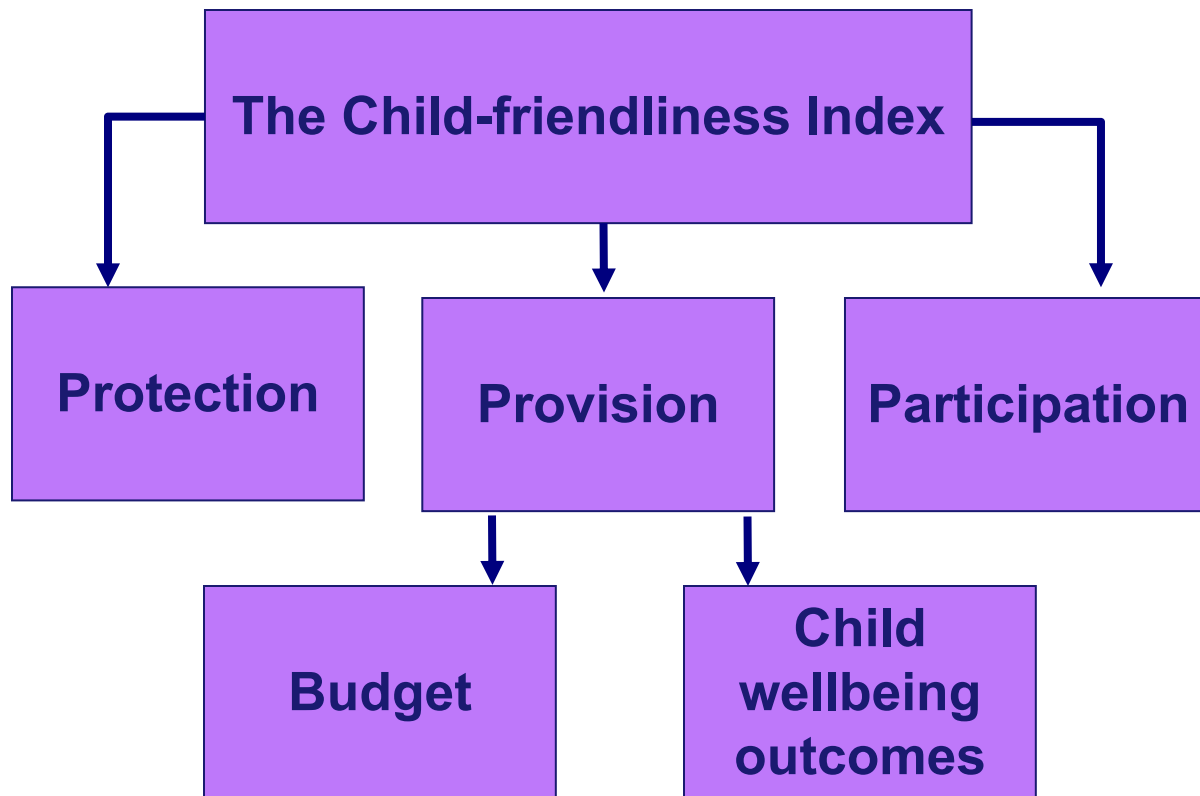 The Child-friendliness Index
Protection
Provision
Participation
Budget
Child
wellbeing
outcomes